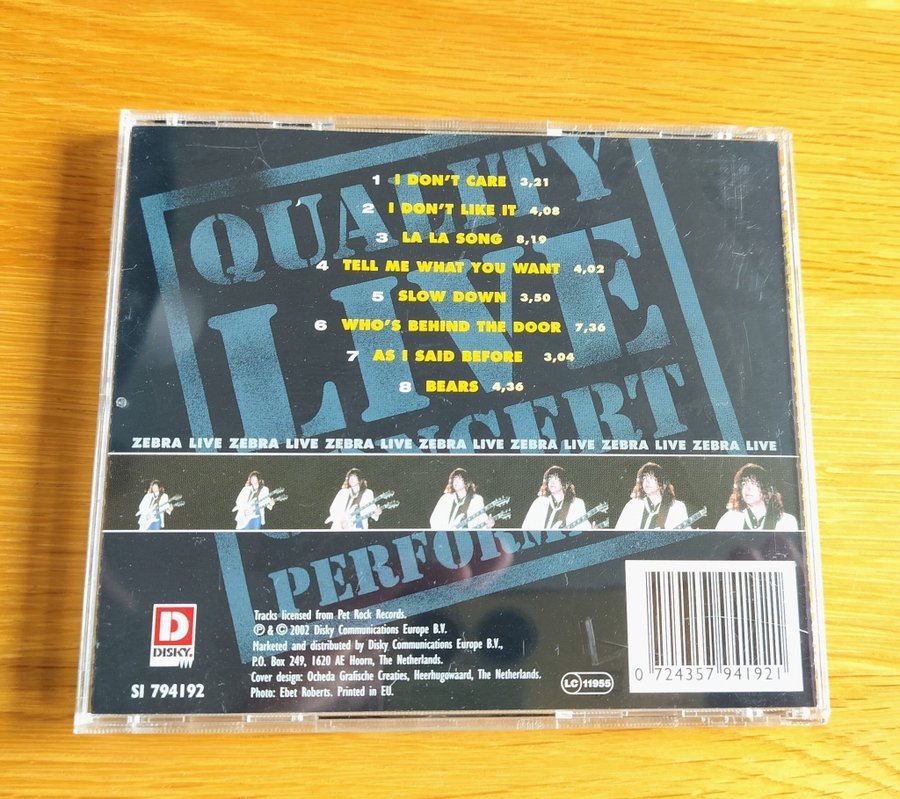 QUALITY
LIVE
CONCERT
PERFORMA
1 I DON'T CARE 3,21
2 I DON'T LIKE IT 4,08
3 LA LA SONG 8,19
4 TELL ME WHAT YOU WANT 4,02
5 SLOW DOWN 3,50
6 WHO'S BEHIND THE DOOR 7,36
7 AS I SAID BEFORE 3,04
8 BEARS 4,36
ZEBRA LIVE ZEBRA LIVE ZEBRA LIVE ZEBRA LIVE ZEBRA LIVE ZEBRA LIVE ZEBRA LIVE
D
DISKY.
SI 794192
Tracks licensed from Pet Rock Records.
℗ & © 2002 Disky Communications Europe B.V.
Marketed and distributed by Disky Communications Europe B.V.,
P.O. Box 249, 1620 AE Hoorn, The Netherlands.
Cover design: Ocheda Grafische Creaties, Heerhugowaard, The Netherlands.
Photo: Ebet Roberts. Printed in EU.
LC 11955
0 724357 941921